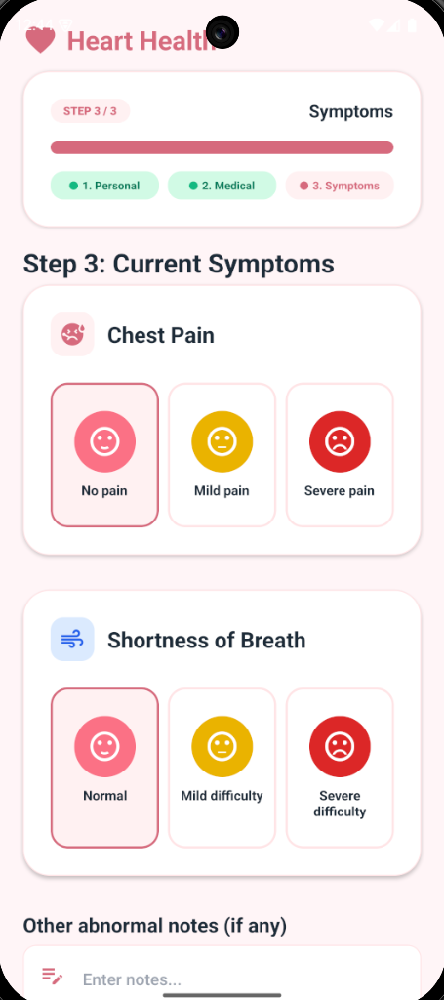 Heart Health
STEP 3 / 3
Symptoms
1. Personal
2. Medical
3. Symptoms
Step 3: Current Symptoms
Chest Pain
No pain
Mild pain
Severe pain
Shortness of Breath
Normal
Mild difficulty
Severe
difficulty
Other abnormal notes (if any)
Enter notes...